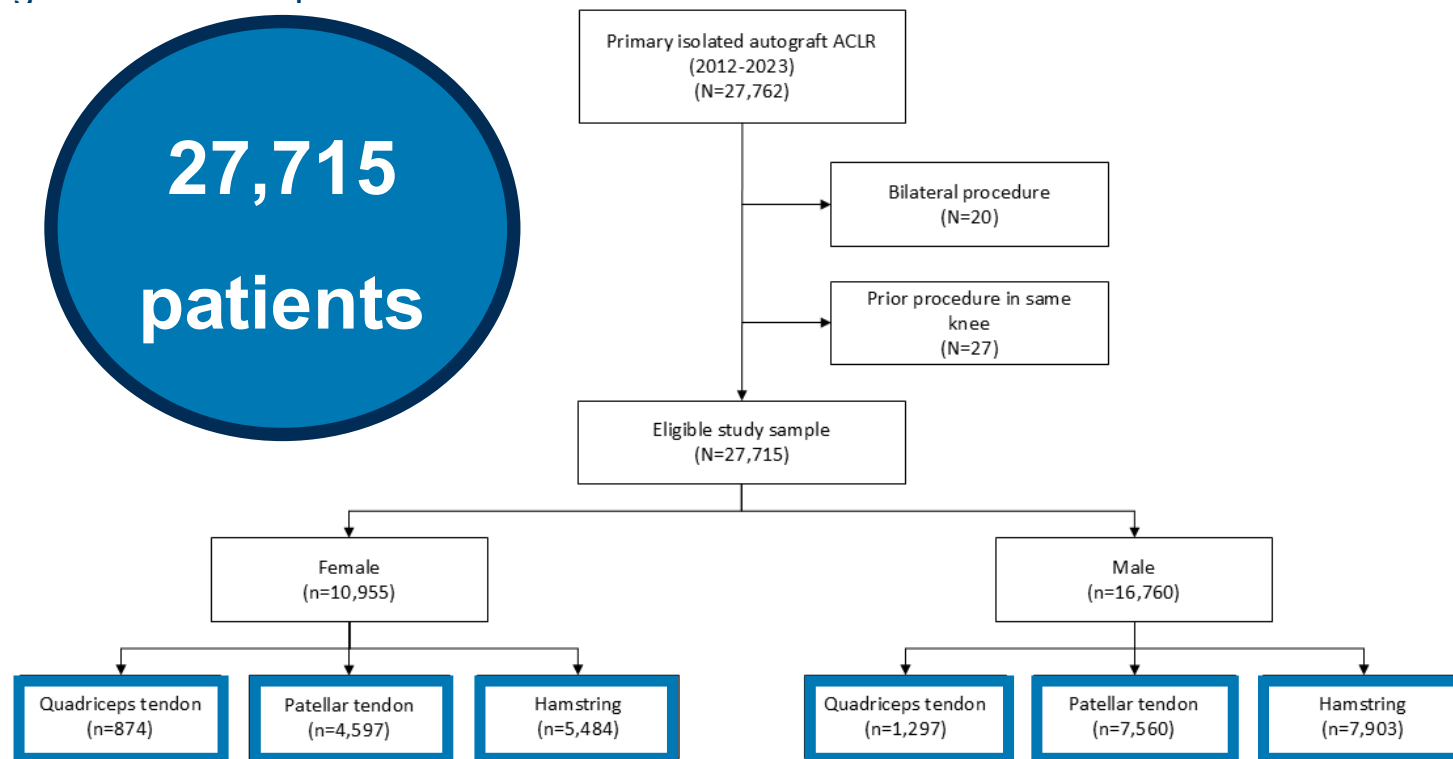 27,715
patients
Primary isolated autograft ACLR
(2012-2023)
(N=27,762)
Bilateral procedure
(N=20)
Prior procedure in same
knee
(N=27)
Eligible study sample
(N=27,715)
Female
(n=10,955)
Male
(n=16,760)
Quadriceps tendon
(n=874)
Patellar tendon
(n=4,597)
Hamstring
(n=5,484)
Quadriceps tendon
(n=1,297)
Patellar tendon
(n=7,560)
Hamstring
(n=7,903)